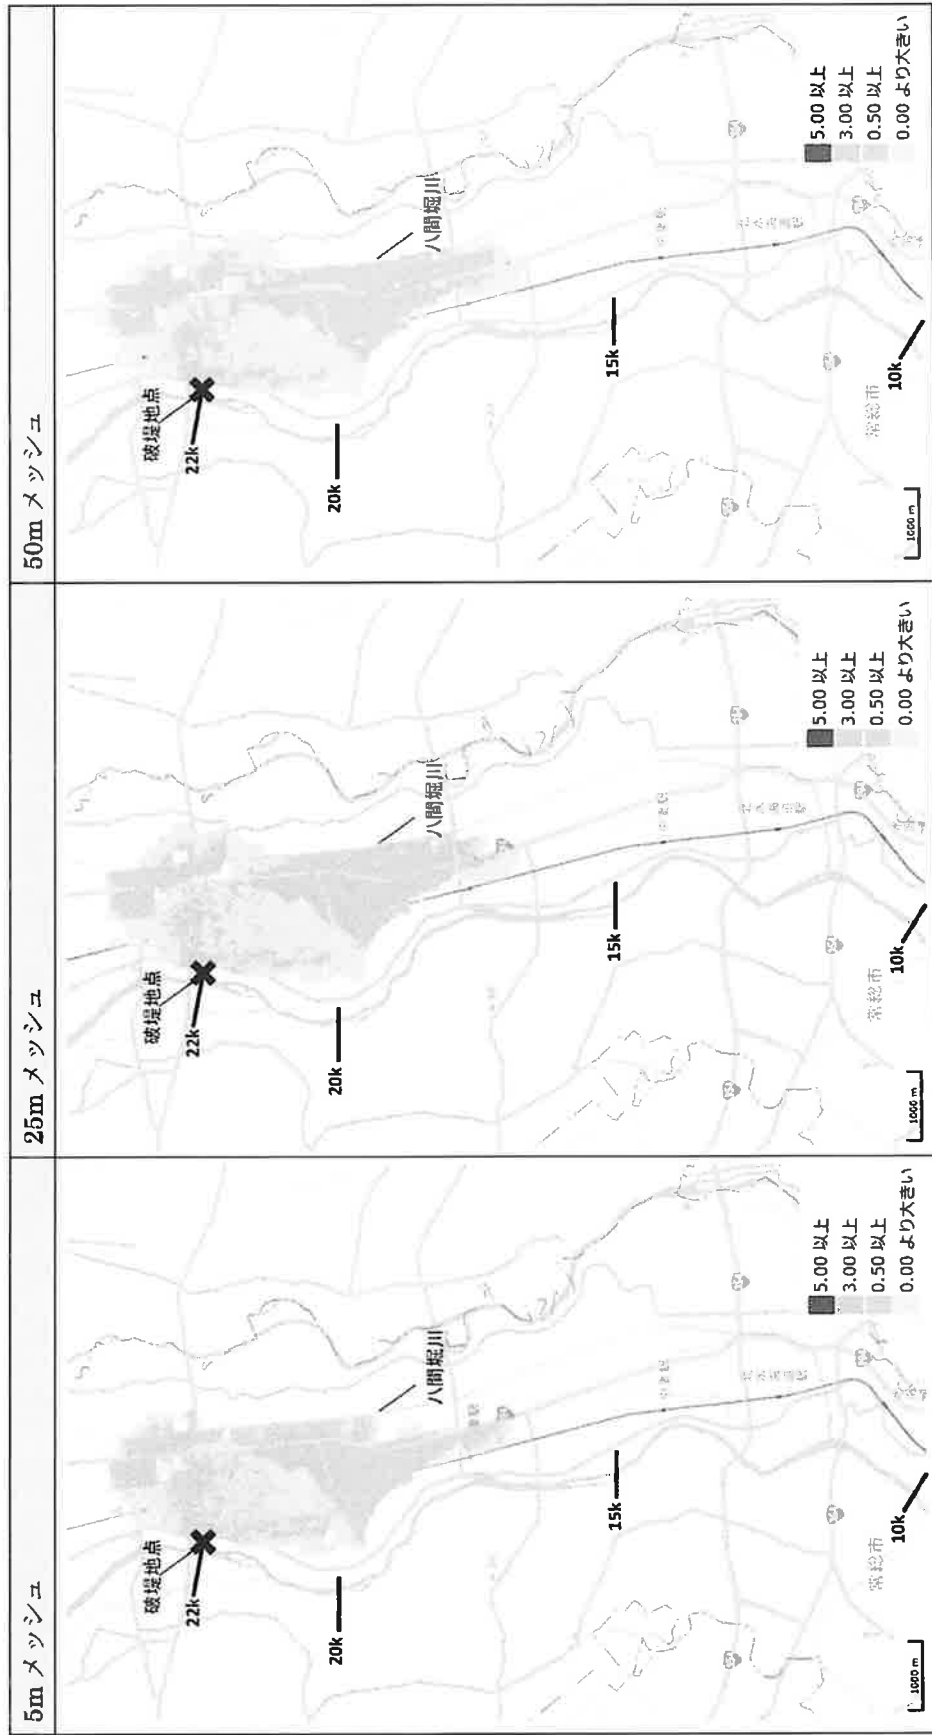 5m メッシュ
破堤地点
22k
20k
八間堀川
15k
10k
常総市
1000 m
5.00 以上
3.00 以上
0.50 以上
0.00 より大きい
25m メッシュ
破堤地点
22k
20k
八間堀川
15k
10k
常総市
1000 m
5.00 以上
3.00 以上
0.50 以上
0.00 より大きい
50m メッシュ
破堤地点
22k
20k
八間堀川
15k
10k
常総市
1000 m
5.00 以上
3.00 以上
0.50 以上
0.00 より大きい